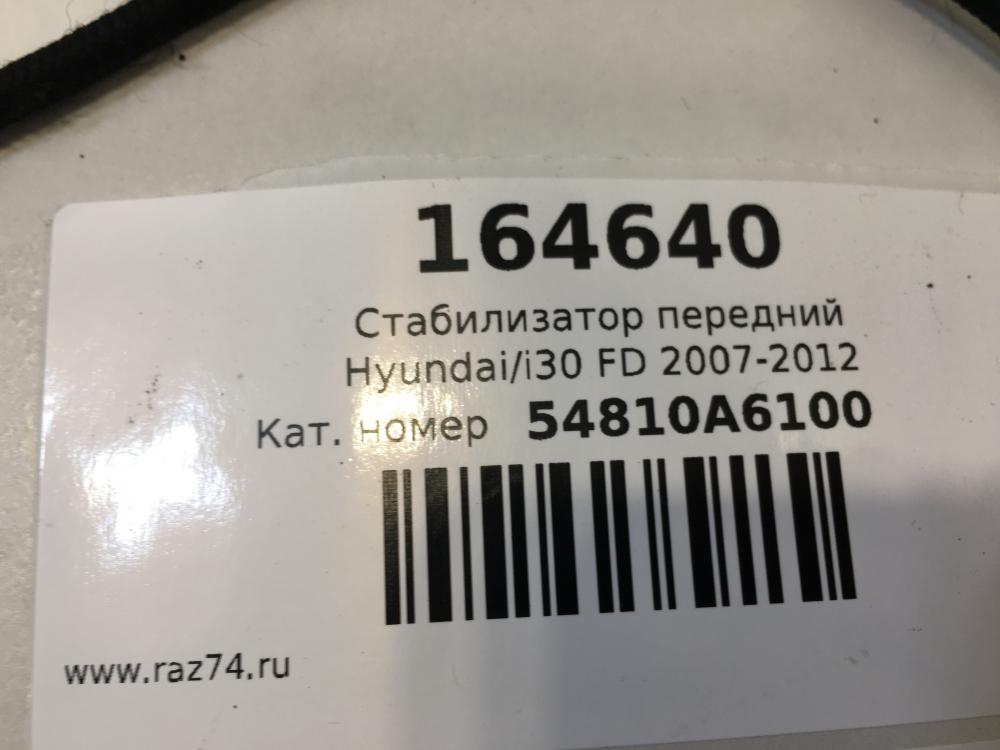 164640
Стабилизатор передний
Hyundai/i30 FD 2007-2012
Кат. номер 54810A6100
www.raz74.ru